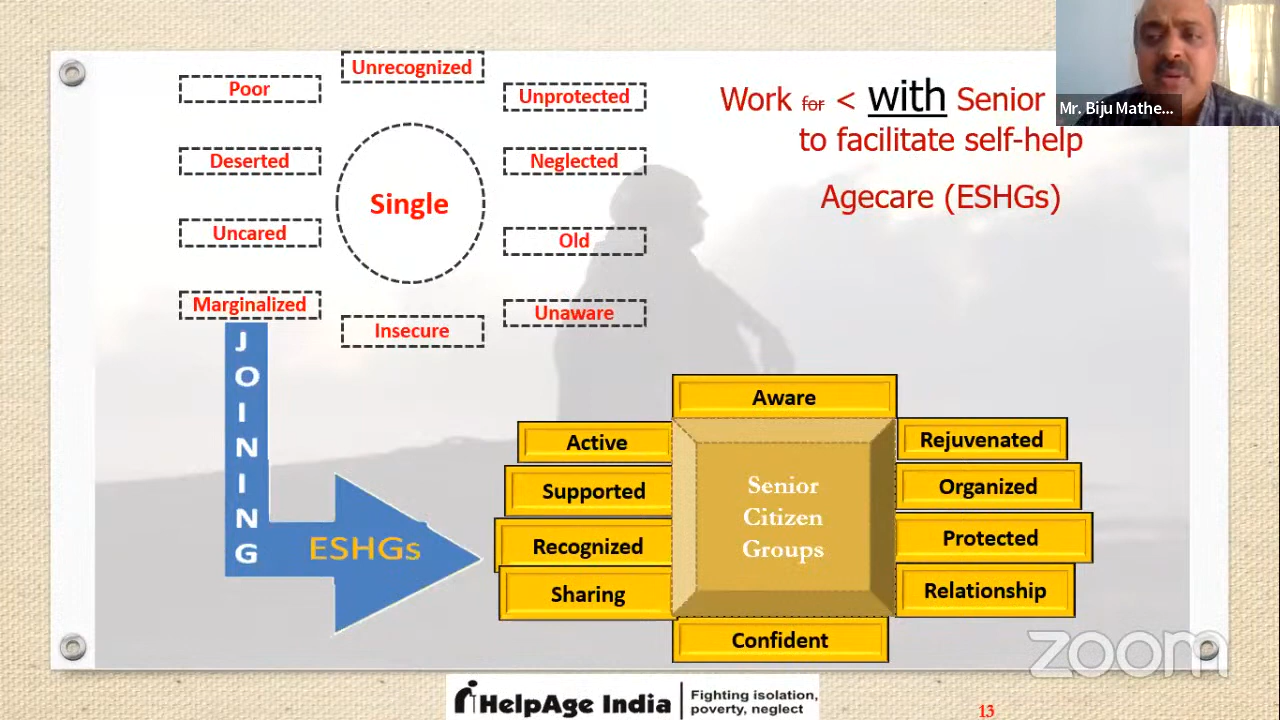 Unrecognized
Poor
Unprotected
Deserted
Neglected
Single
Uncared
Old
Marginalized
Insecure
Unaware
Work for < with Senior
to facilitate self-help
Agecare (ESHGs)
Mr. Biju Mathe...
JOINING
ESHGs
Aware
Active
Supported
Recognized
Sharing
Senior
Citizen
Groups
Rejuvenated
Organized
Protected
Relationship
Confident
zoom
HelpAge India
Fighting isolation,
poverty, neglect
13